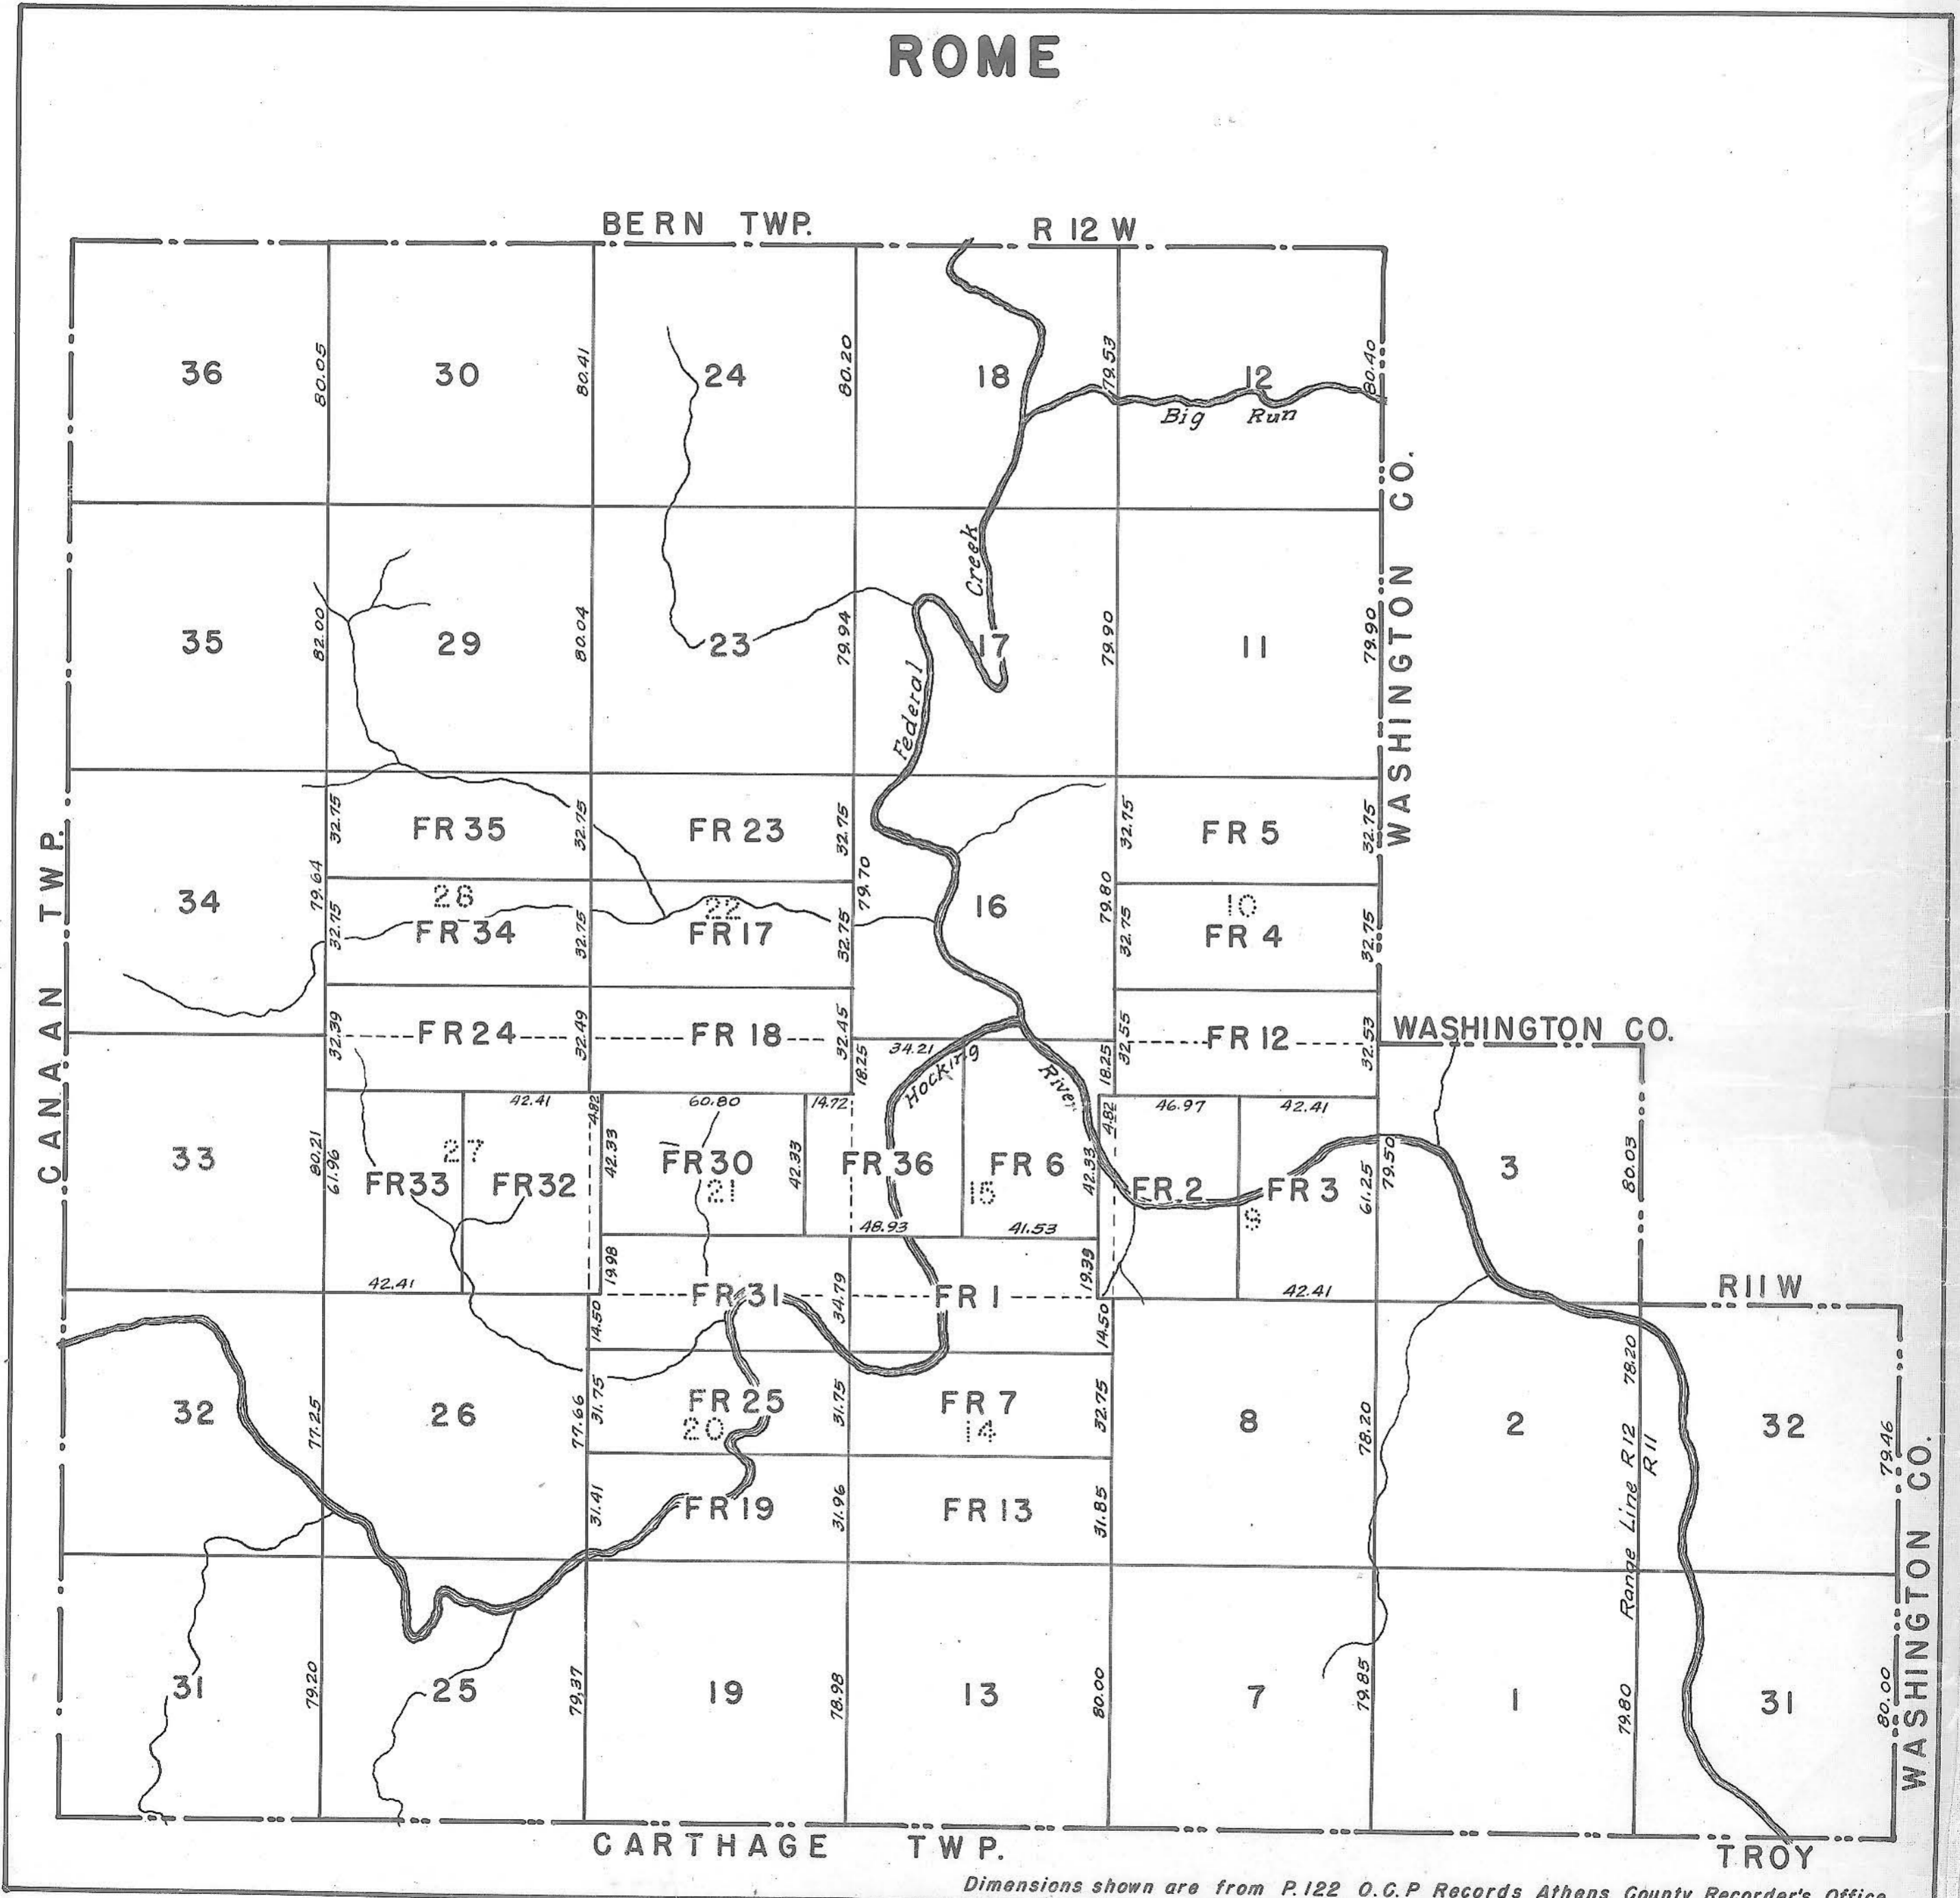 ROME
BERN TWP. R 12 W
36 80.05 30 80.41 24 80.20 18 79.53 12 80.40
Big Run
WASHINGTON CO.
Creek
35 82.00 29 80.04 23 79.94 17 79.90 11 79.90
Federal
CANAAN TWP.
32.75 FR 35 32.75 FR 23 32.75 32.75 FR 5 32.75
34 79.64 28 22 79.70 16 79.80 10
32.75 FR 34 32.75 FR 17 32.75 32.75 FR 4 32.75
32.39 FR 24 32.49 FR 18 32.45 32.55 FR 12 32.53 WASHINGTON CO.
18.25 34.21 Hocking River 18.25
42.41 4.82 60.80 14.72 4.82 46.97 42.41
33 80.21 61.96 27 42.33 FR 30 42.33 FR 36 FR 6 42.33 61.25 79.50 3 80.03
FR 33 FR 32 21 15 FR 2 FR 3
9
48.93 41.53
42.41 19.98 FR 31 34.79 FR 1 19.39 42.41 R 11 W
14.50 14.50
32 77.25 26 77.66 31.75 FR 25 31.75 FR 7 32.75 8 78.20 2 78.20 32 79.46
20 14
Range Line R 12
R 11
WASHINGTON CO.
31.41 FR 19 31.96 FR 13 31.85
31 79.20 25 79.37 19 78.98 13 80.00 7 79.85 1 79.80 31 80.00
CARTHAGE TWP. TROY
Dimensions shown are from P. 122 O.C.P Records Athens County Recorder's Office